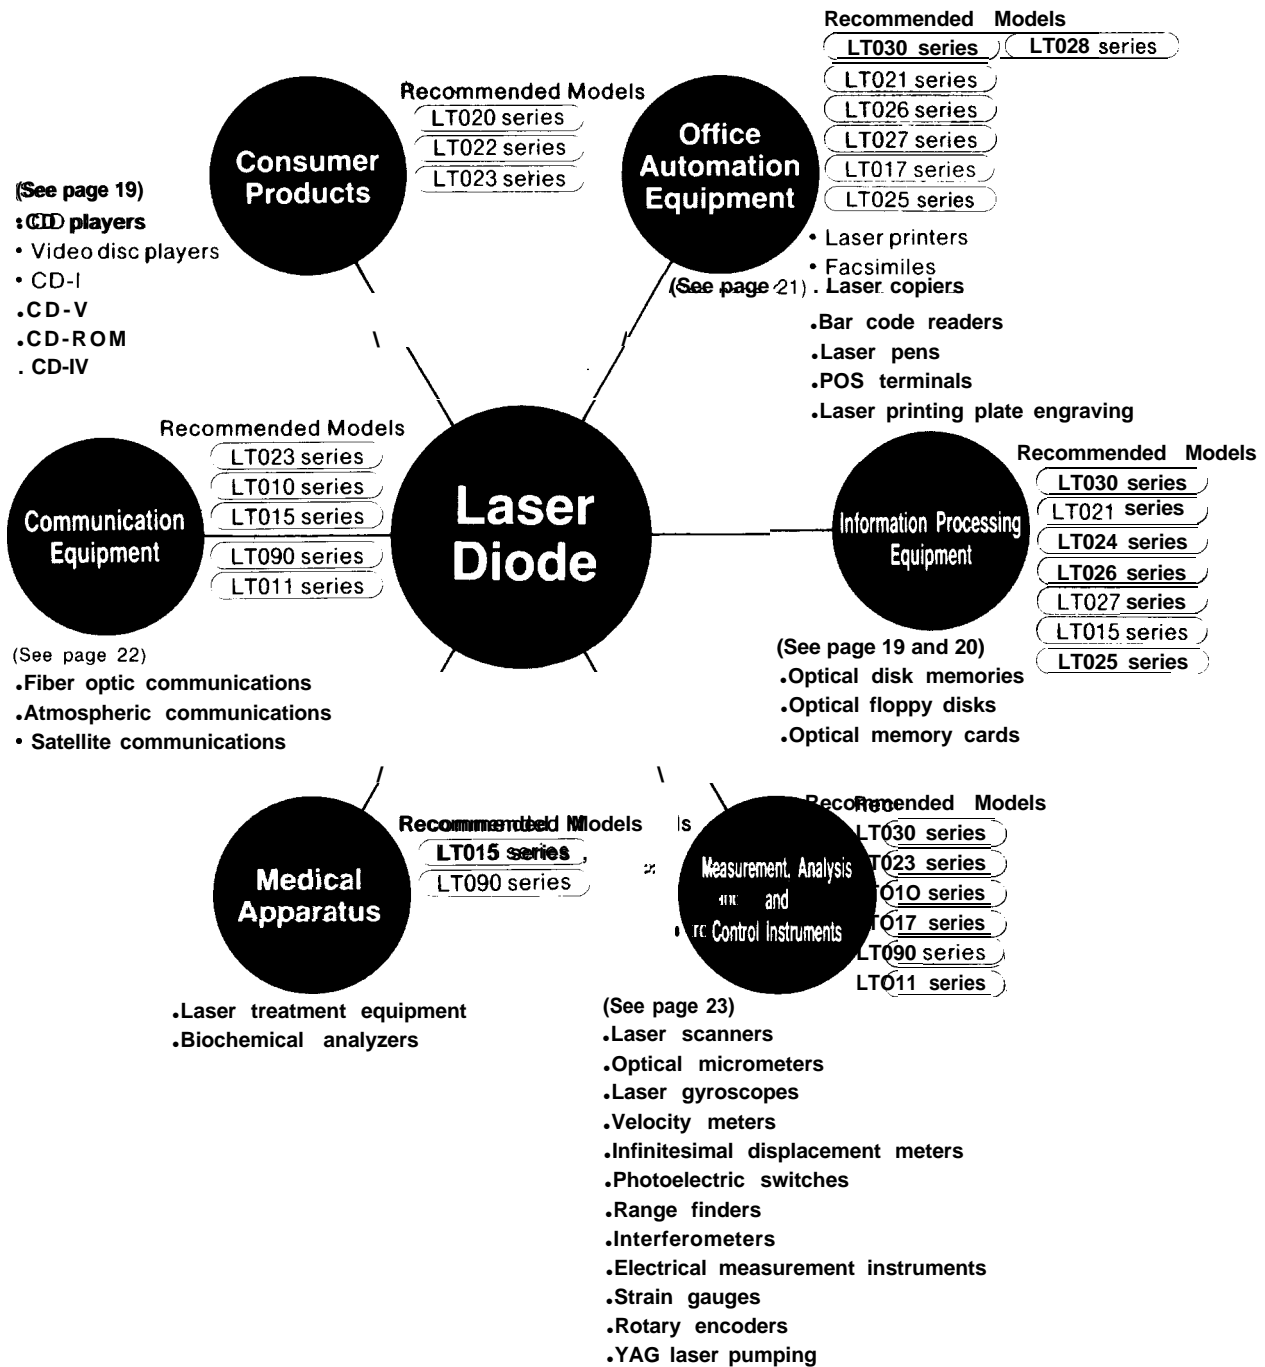 Consumer
Products
Recommended Models
LT020 series
LT022 series
LT023 series
(See page 19)
• CD players
• Video disc players
• CD-I
.CD-V
.CD-ROM
. CD-IV
Office
Automation
Equipment
Recommended Models
LT030 series LT028 series
LT021 series
LT026 series
LT027 series
LT017 series
LT025 series
(See page 21)
• Laser printers
• Facsimiles
. Laser copiers
.Bar code readers
.Laser pens
.POS terminals
.Laser printing plate engraving
Laser
Diode
Communication
Equipment
Recommended Models
LT023 series
LT010 series
LT015 series
LT090 series
LT011 series
(See page 22)
.Fiber optic communications
.Atmospheric communications
• Satellite communications
Information Processing
Equipment
Recommended Models
LT030 series
LT021 series
LT024 series
LT026 series
LT027 series
LT015 series
LT025 series
(See page 19 and 20)
.Optical disk memories
.Optical floppy disks
.Optical memory cards
Medical
Apparatus
Recommended Models
LT015 series
LT090 series
.Laser treatment equipment
.Biochemical analyzers
Measurement, Analysis
and
Control Instruments
Recommended Models
LT030 series
LT023 series
LTO1O series
LTO17 series
LT090 series
LTO11 series
(See page 23)
.Laser scanners
.Optical micrometers
.Laser gyroscopes
.Velocity meters
.Infinitesimal displacement meters
.Photoelectric switches
.Range finders
.Interferometers
.Electrical measurement instruments
.Strain gauges
.Rotary encoders
.YAG laser pumping